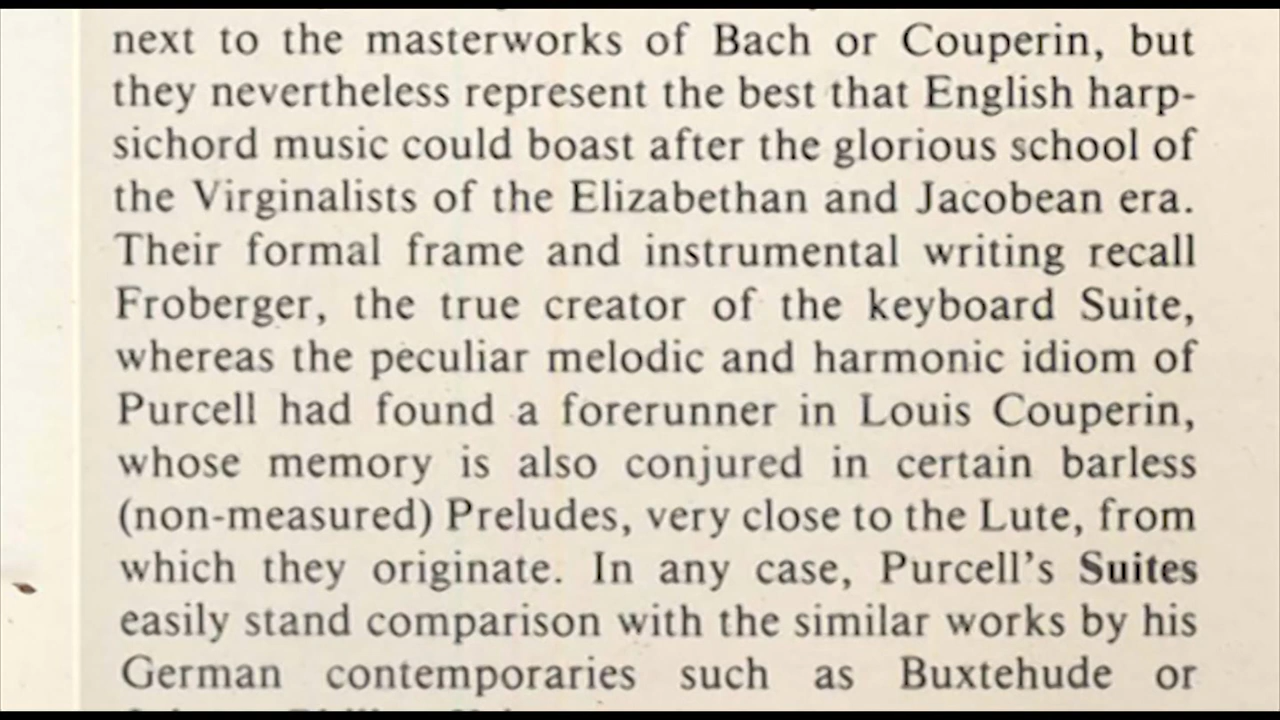 next to the masterworks of Bach or Couperin, but
they nevertheless represent the best that English harp-
sichord music could boast after the glorious school of
the Virginalists of the Elizabethan and Jacobean era.
Their formal frame and instrumental writing recall
Froberger, the true creator of the keyboard Suite,
whereas the peculiar melodic and harmonic idiom of
Purcell had found a forerunner in Louis Couperin,
whose memory is also conjured in certain barless
(non-measured) Preludes, very close to the Lute, from
which they originate. In any case, Purcell's Suites
easily stand comparison with the similar works by his
German contemporaries such as Buxtehude or